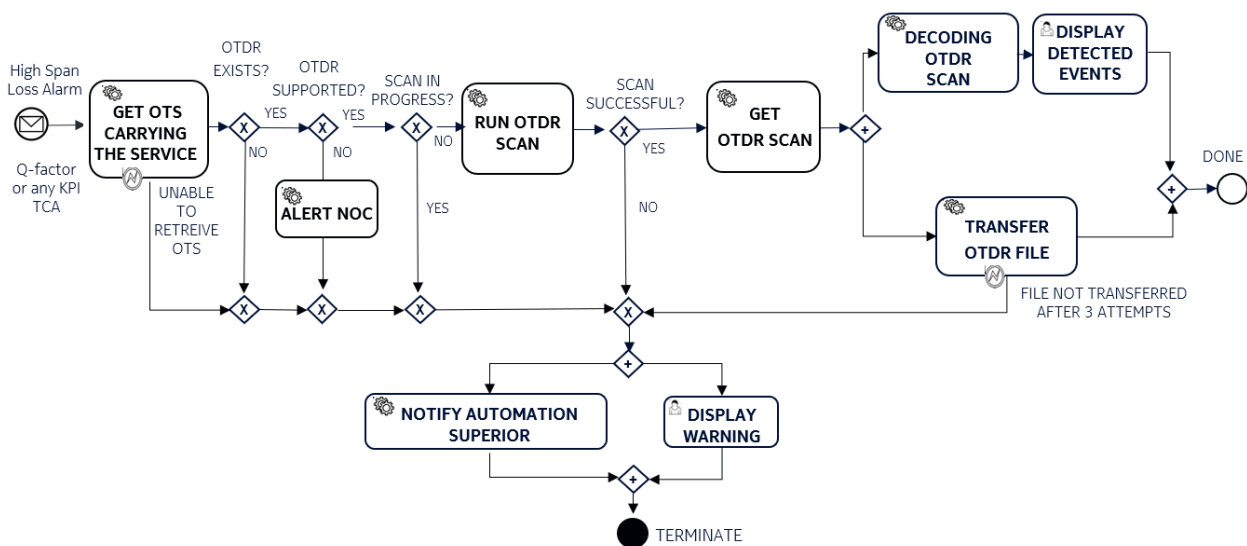 High Span
Loss Alarm
Q-factor
or any KPI
TCA
GET OTS
CARRYING
THE SERVICE
UNABLE
TO
RETREIVE
OTS
OTDR
EXISTS?
YES
NO
OTDR
SUPPORTED?
YES
NO
ALERT NOC
SCAN IN
PROGRESS?
NO
YES
RUN OTDR
SCAN
SCAN
SUCCESSFUL?
YES
NO
GET
OTDR SCAN
DECODING
OTDR
SCAN
DISPLAY
DETECTED
EVENTS
TRANSFER
OTDR FILE
FILE NOT TRANSFERRED
AFTER 3 ATTEMPTS
DONE
NOTIFY AUTOMATION
SUPERIOR
DISPLAY
WARNING
TERMINATE